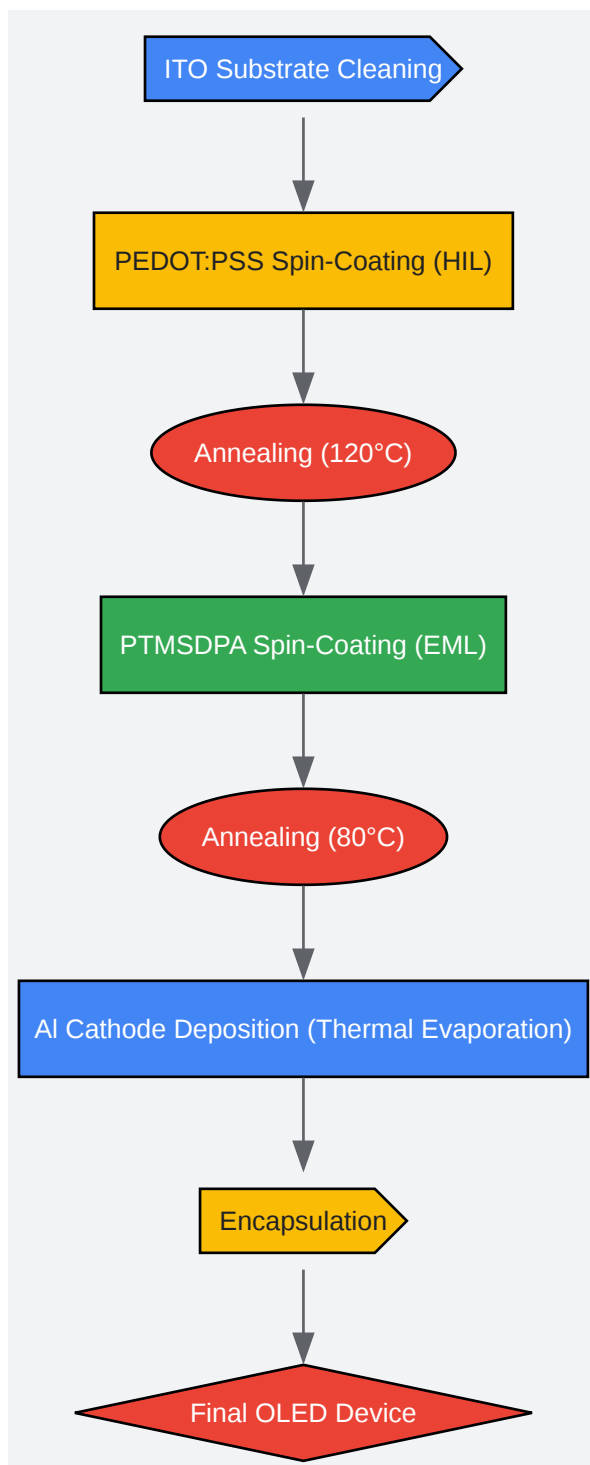 ITO Substrate Cleaning
PEDOT:PSS Spin-Coating (HIL)
Annealing (120°C)
PTMSDPA Spin-Coating (EML)
Annealing (80°C)
Al Cathode Deposition (Thermal Evaporation)
Encapsulation
Final OLED Device